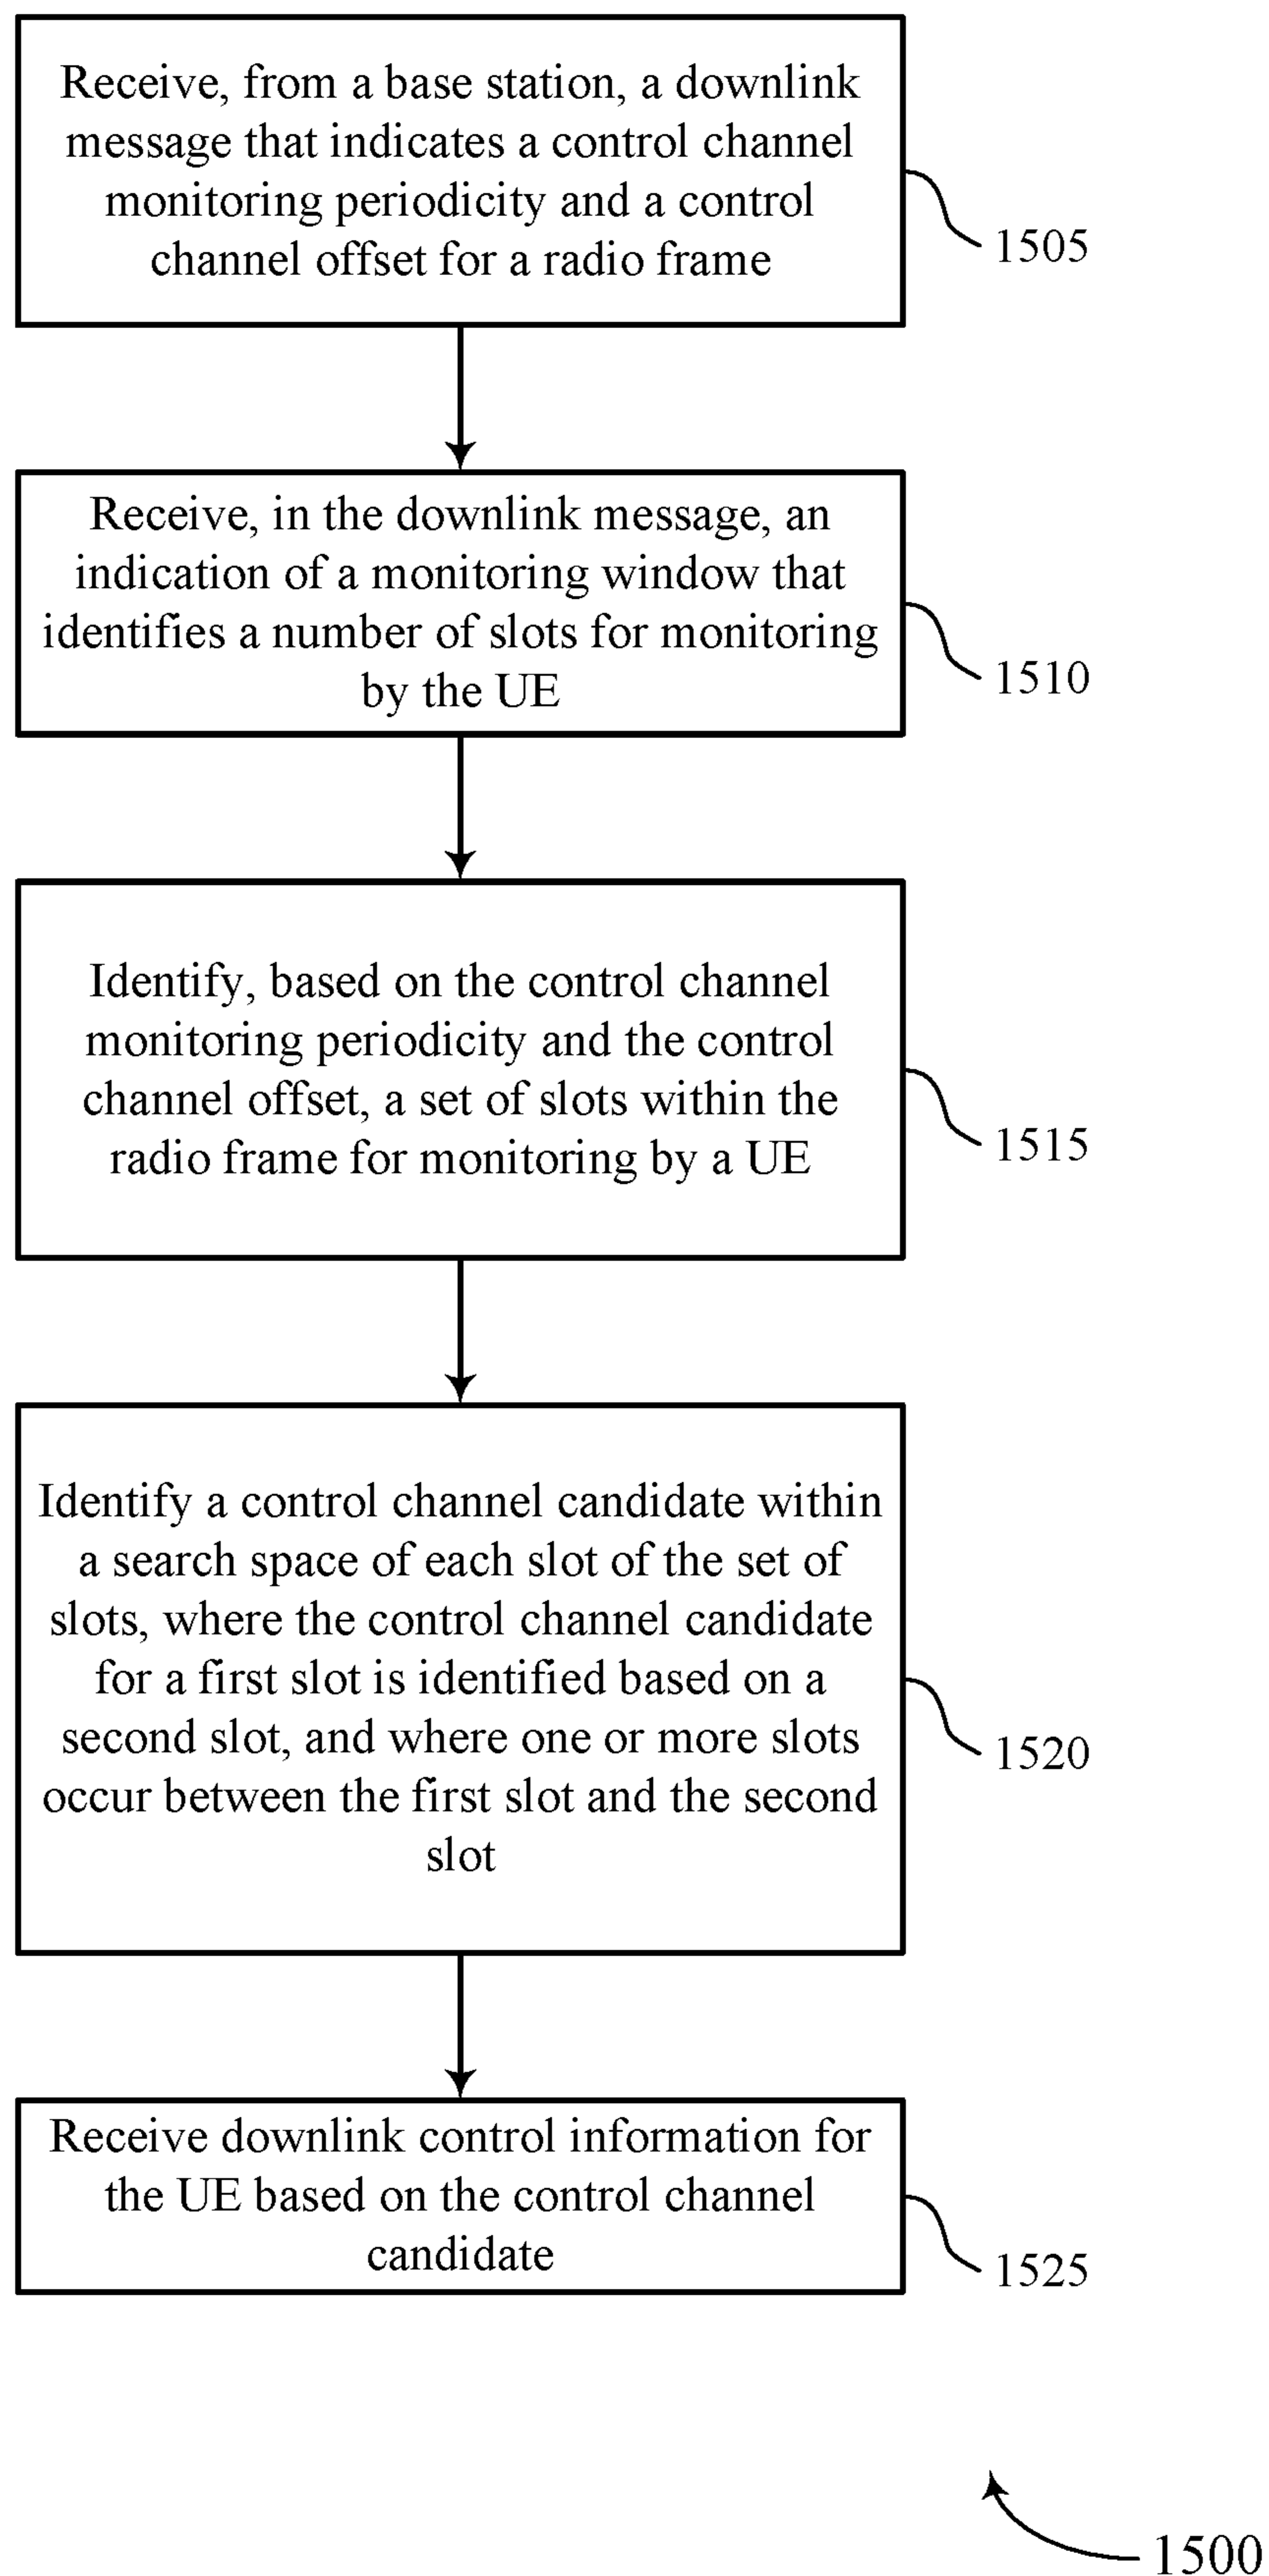 Receive, from a base station, a downlink
message that indicates a control channel
monitoring periodicity and a control
channel offset for a radio frame
1505
Receive, in the downlink message, an
indication of a monitoring window that
identifies a number of slots for monitoring
by the UE
1510
Identify, based on the control channel
monitoring periodicity and the control
channel offset, a set of slots within the
radio frame for monitoring by a UE
1515
Identify a control channel candidate within
a search space of each slot of the set of
slots, where the control channel candidate
for a first slot is identified based on a
second slot, and where one or more slots
occur between the first slot and the second
slot
1520
Receive downlink control information for
the UE based on the control channel
candidate
1525
1500